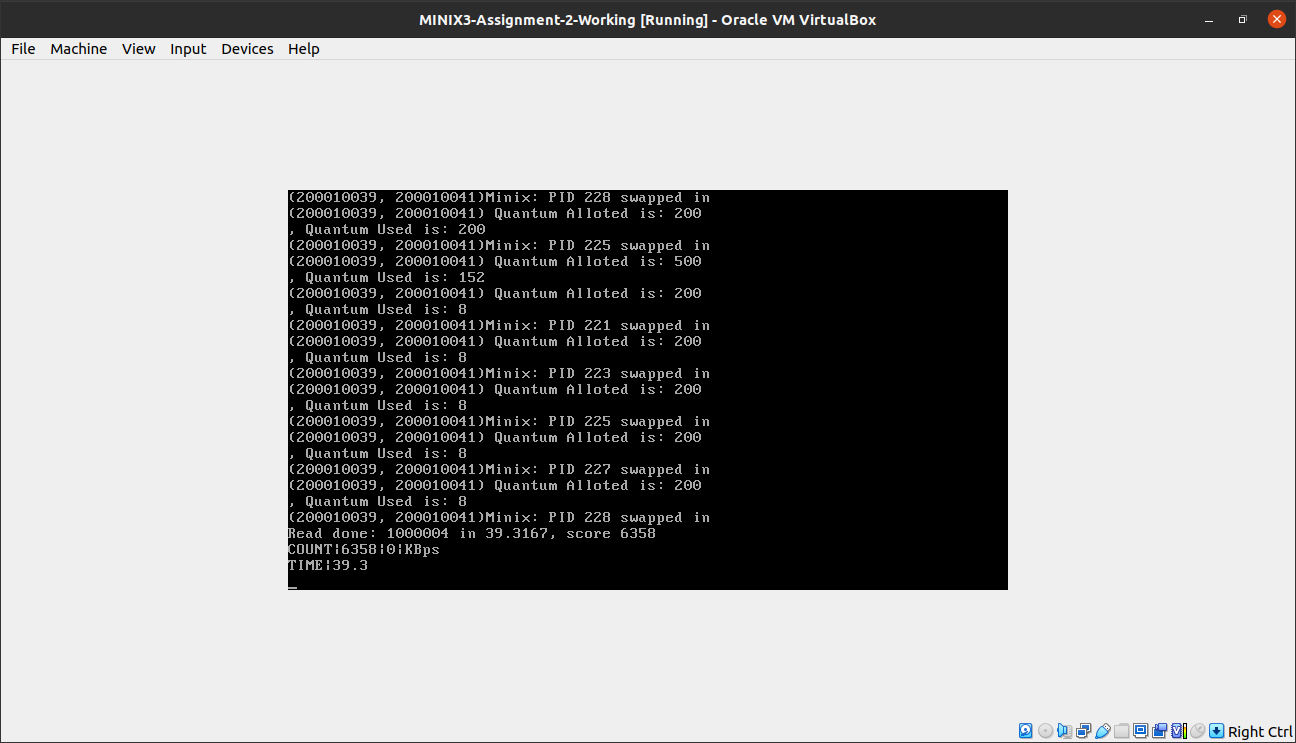 MINIX3-Assignment-2-Working [Running] - Oracle VM VirtualBox
File Machine View Input Devices Help
(200010039, 200010041)Minix: PID 228 swapped in
(200010039, 200010041) Quantum Alloted is: 200
, Quantum Used is: 200
(200010039, 200010041)Minix: PID 225 swapped in
(200010039, 200010041) Quantum Alloted is: 500
, Quantum Used is: 152
(200010039, 200010041) Quantum Alloted is: 200
, Quantum Used is: 8
(200010039, 200010041)Minix: PID 221 swapped in
(200010039, 200010041) Quantum Alloted is: 200
, Quantum Used is: 8
(200010039, 200010041)Minix: PID 223 swapped in
(200010039, 200010041) Quantum Alloted is: 200
, Quantum Used is: 8
(200010039, 200010041)Minix: PID 225 swapped in
(200010039, 200010041) Quantum Alloted is: 200
, Quantum Used is: 8
(200010039, 200010041)Minix: PID 227 swapped in
(200010039, 200010041) Quantum Alloted is: 200
, Quantum Used is: 8
(200010039, 200010041)Minix: PID 228 swapped in
Read done: 1000004 in 39.3167, score 6358
COUNT|6358|0|KBps
TIME|39.3
Right Ctrl